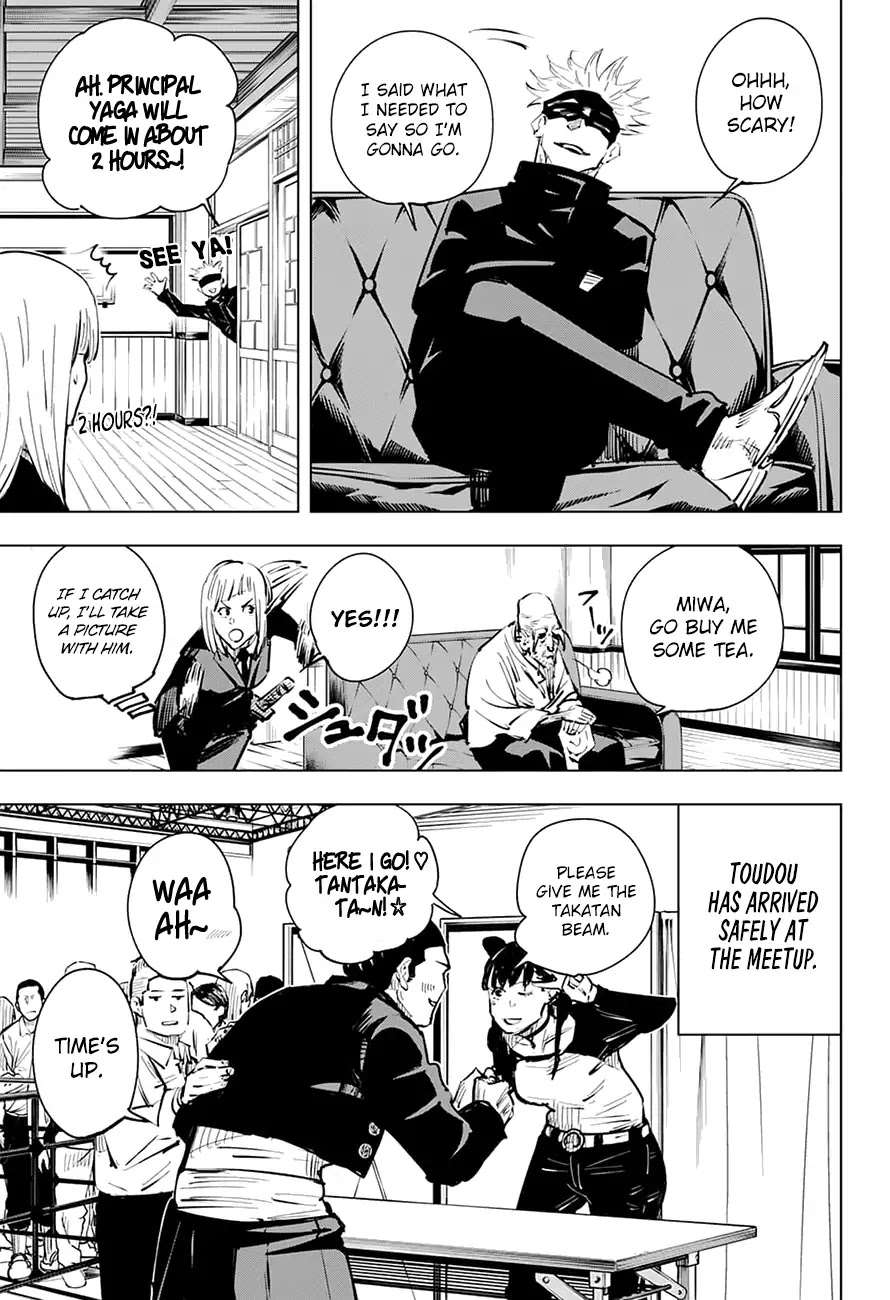 OHHH,
HOW
SCARY!
I SAID WHAT
I NEEDED TO
SAY SO I'M
GONNA GO.
AH. PRINCIPAL
YAGA WILL
COME IN ABOUT
2 HOURS~!
SEE YA!
2 HOURS?!
MIWA,
GO BUY ME
SOME TEA.
フーッ
YES!!!
シュダッ
IF I CATCH
UP, I'LL TAKE
A PICTURE
WITH HIM.
TOUDOU
HAS ARRIVED
SAFELY AT
THE MEETUP.
PLEASE
GIVE ME THE
TAKATAN
BEAM.
HERE I GO!♡
TANTAKA-
TA~N!☆
WAA
AH~
TIME'S
UP.